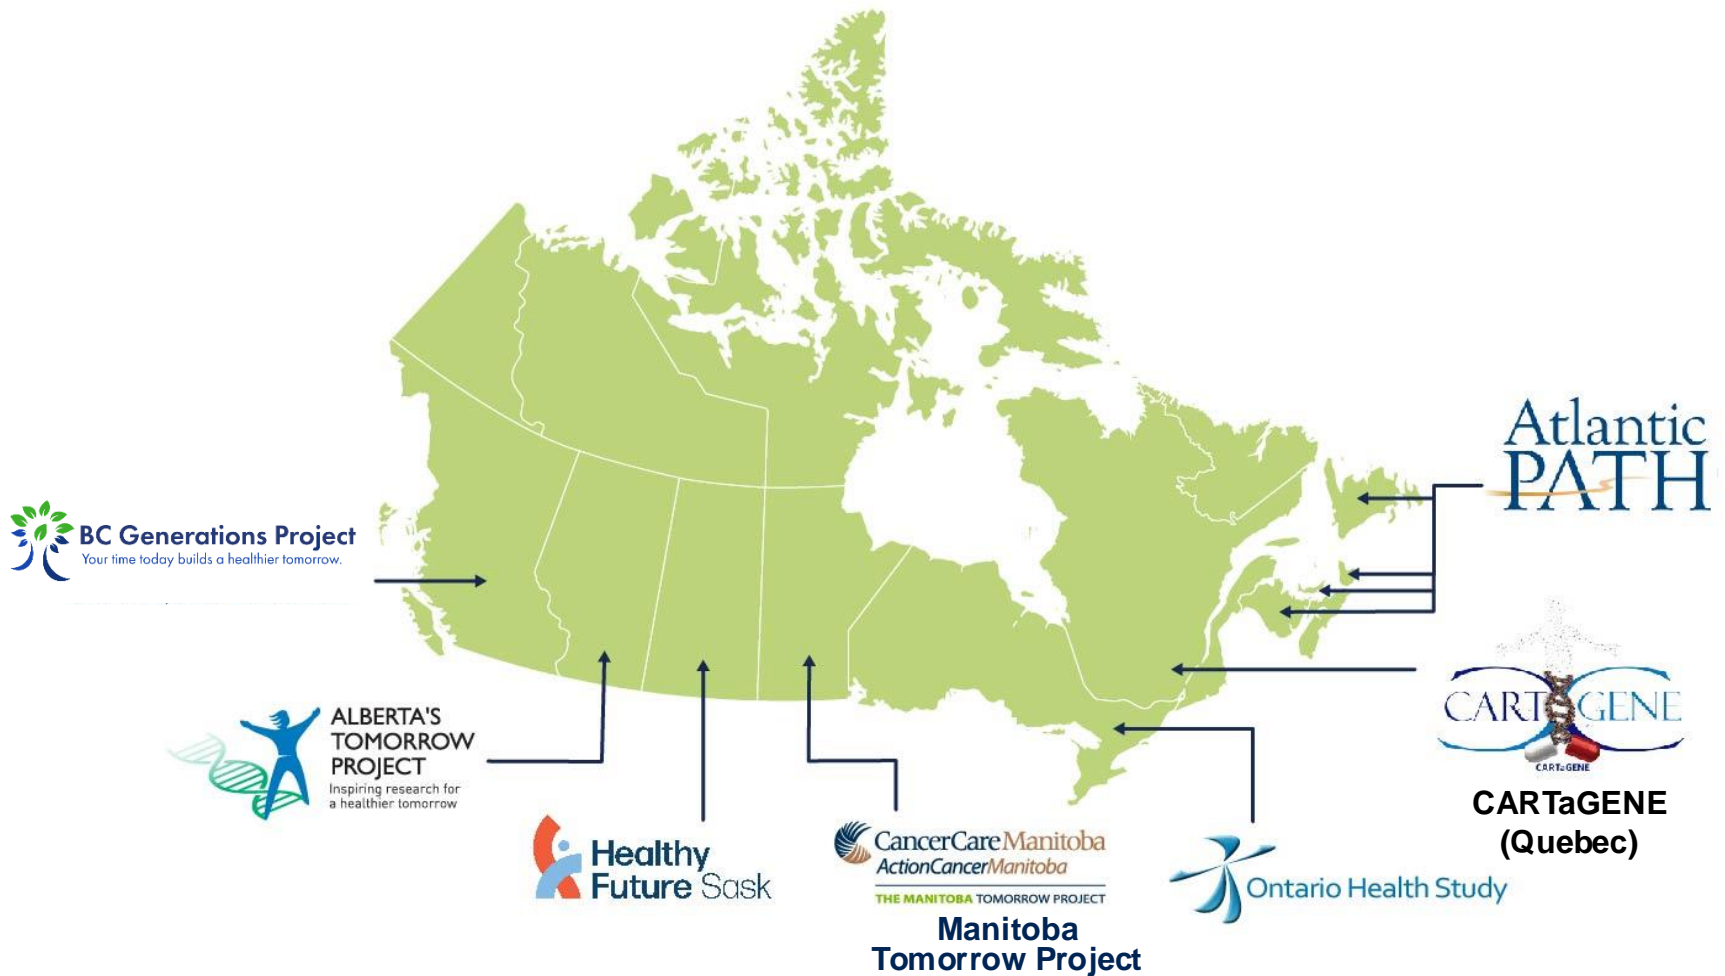 Atlantic
PATH
BC Generations Project
Your time today builds a healthier tomorrow.
CARTaGENE
CARTaGENE
CARTaGENE
(Quebec)
ALBERTA'S
TOMORROW
PROJECT
Inspiring research for
a healthier tomorrow
Healthy
Future Sask
CancerCare Manitoba
ActionCancerManitoba
THE MANITOBA TOMORROW PROJECT
Manitoba
Tomorrow Project
Ontario Health Study